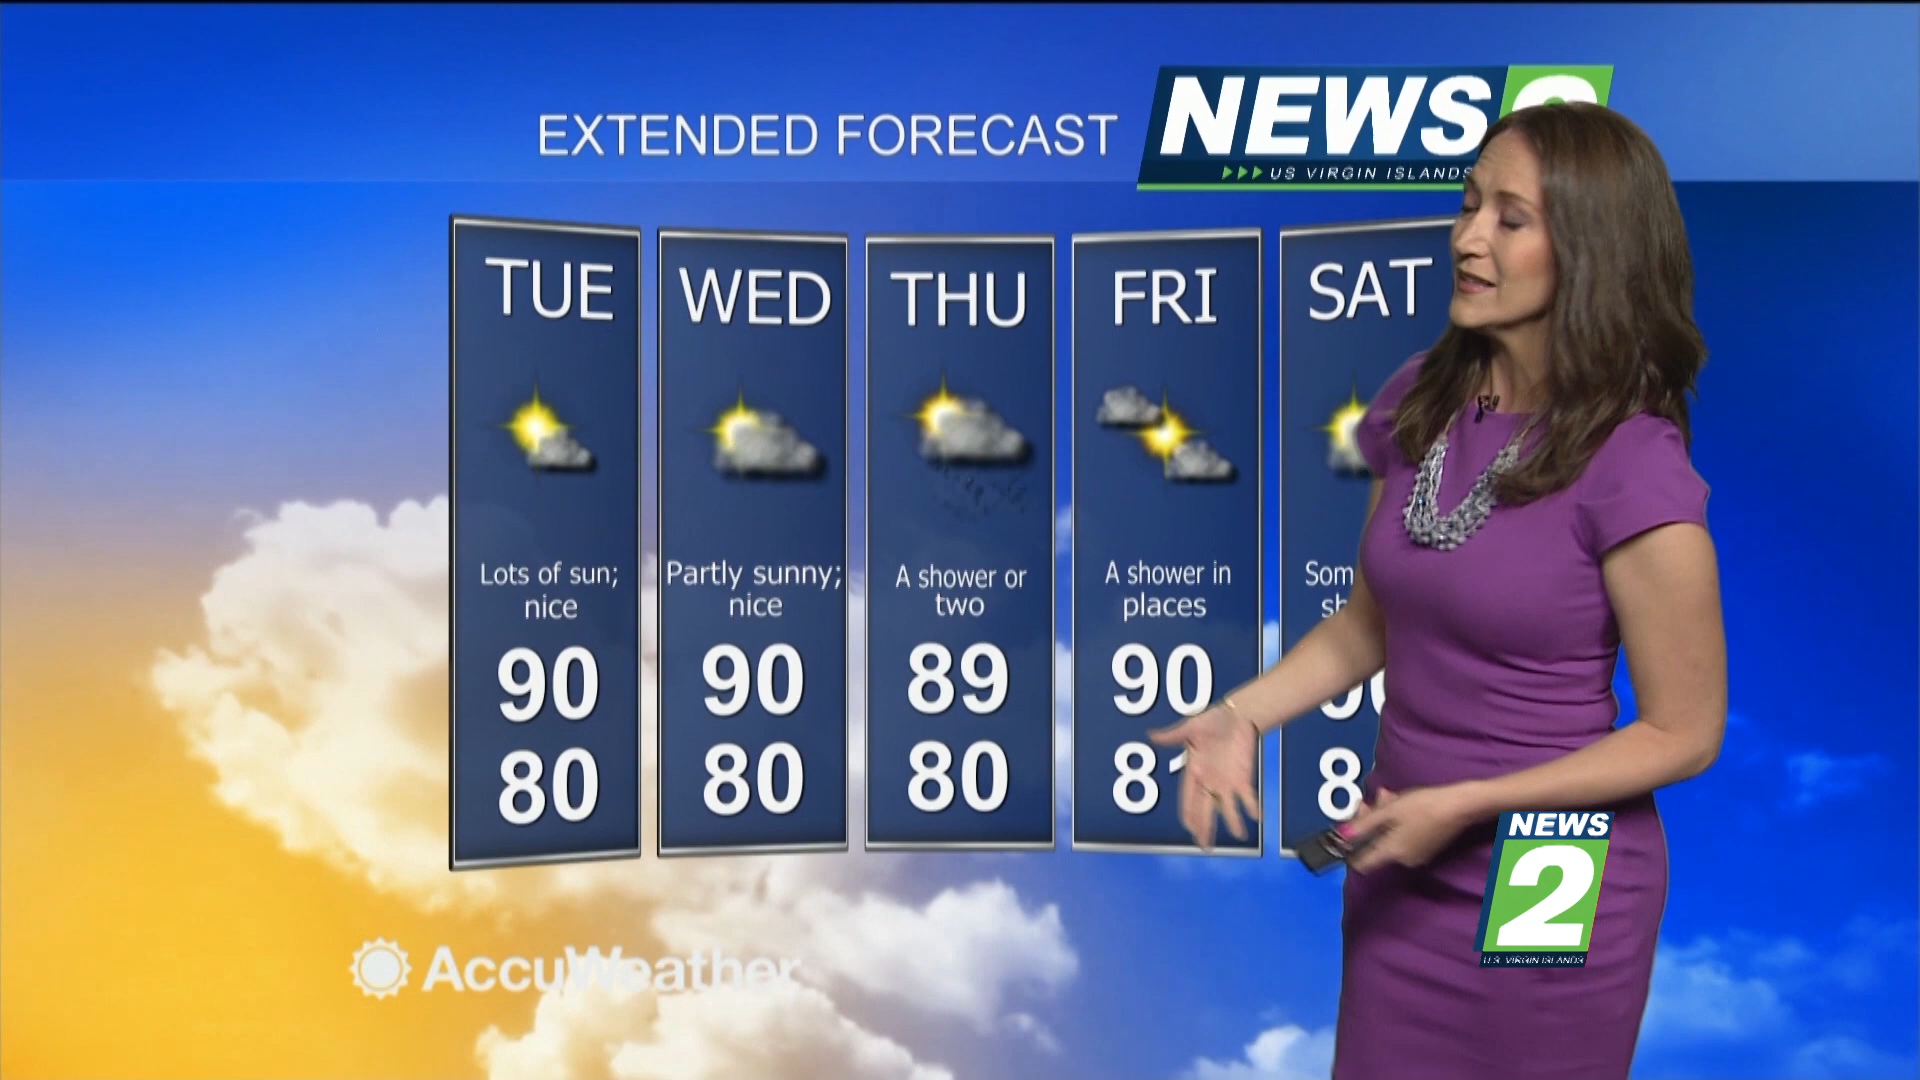 EXTENDED FORECAST
NEWS
US VIRGIN ISLANDS
TUE
Lots of sun;
nice
90
80
WED
Partly sunny;
nice
90
80
THU
A shower or
two
89
80
FRI
A shower in
places
90
SAT
AccuWeather
NEWS
2
U.S. VIRGIN ISLANDS